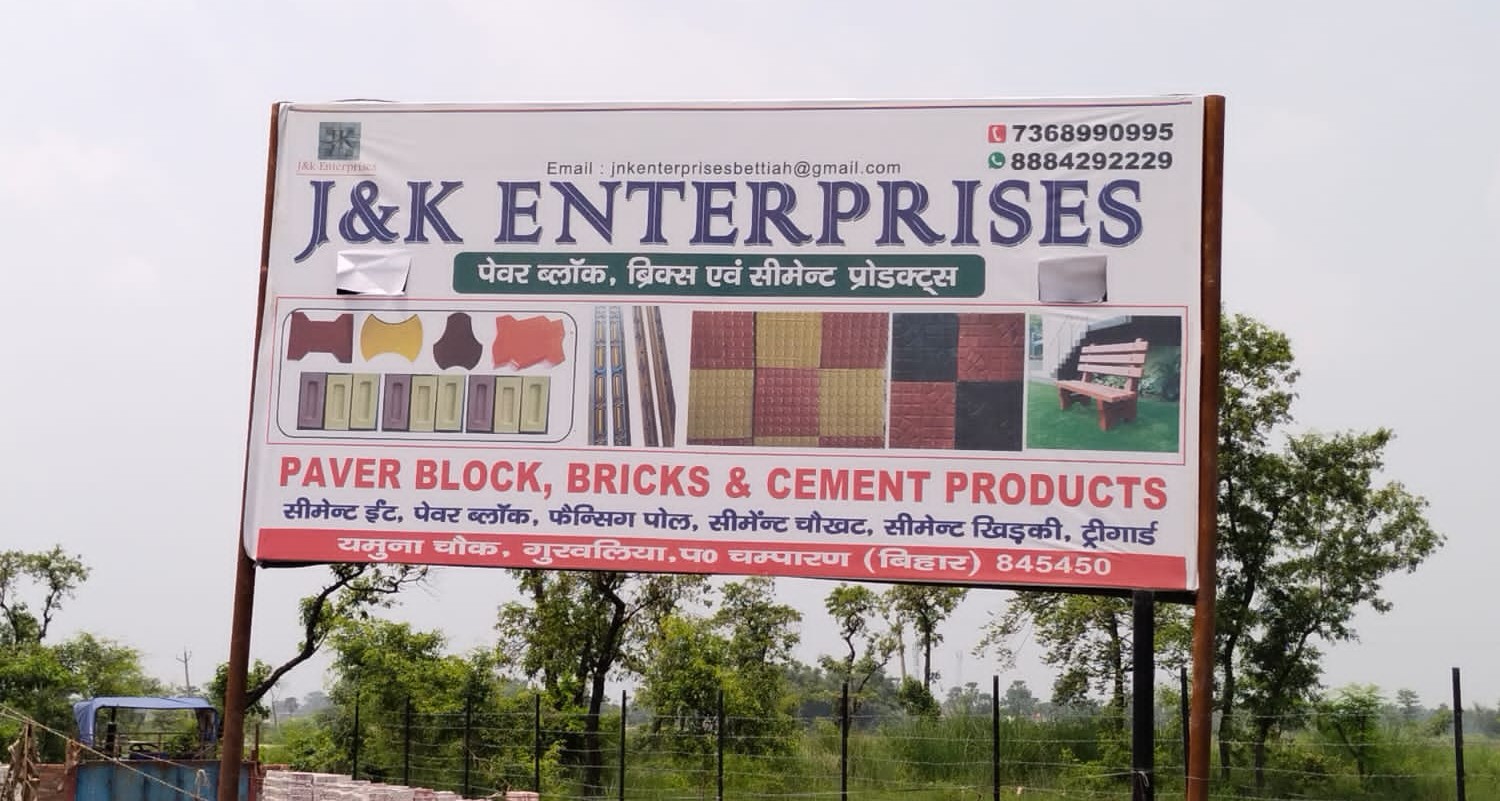 JK
J&k Enterprises
7368990995
Email : jnkenterprisesbettiah@gmail.com
8884292229
J&K ENTERPRISES
पेवर ब्लॉक, ब्रिक्स एवं सीमेन्ट प्रोडक्ट्स
PAVER BLOCK, BRICKS & CEMENT PRODUCTS
सीमेन्ट ईंट, पेवर ब्लॉक, फैन्सिग पोल, सीमेंन्ट चौखट, सीमेन्ट खिड़की, ट्रीगार्ड
यमुना चौक, गुरवलिया,प० चम्पारण (बिहार) 845450